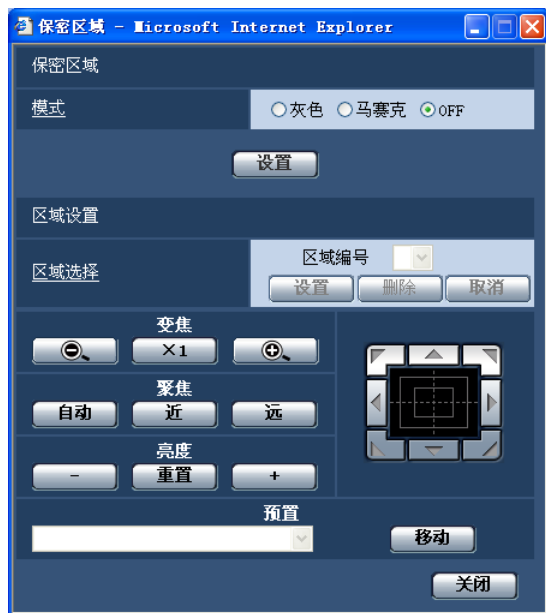 保密区域 - Microsoft Internet Explorer
保密区域
模式 灰色 马赛克 OFF
设置
区域设置
区域选择 区域编号
设置 删除 取消
变焦
×1
聚焦
自动 近 远
亮度
- 重置 +
预置
移动
关闭